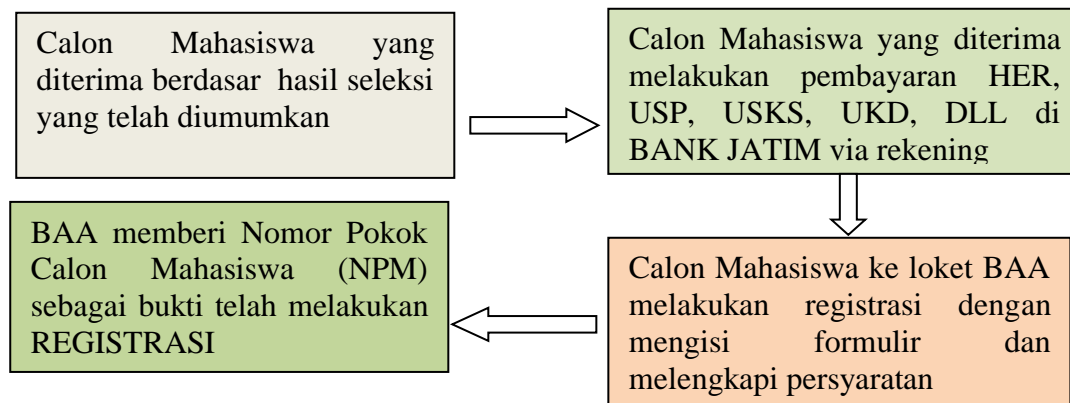 Calon Mahasiswa yang
diterima berdasar hasil seleksi
yang telah diumumkan
Calon Mahasiswa yang diterima
melakukan pembayaran HER,
USP, USKS, UKD, DLL di
BANK JATIM via rekening
Calon Mahasiswa ke loket BAA
melakukan registrasi dengan
mengisi formulir dan
melengkapi persyaratan
BAA memberi Nomor Pokok
Calon Mahasiswa (NPM)
sebagai bukti telah melakukan
REGISTRASI